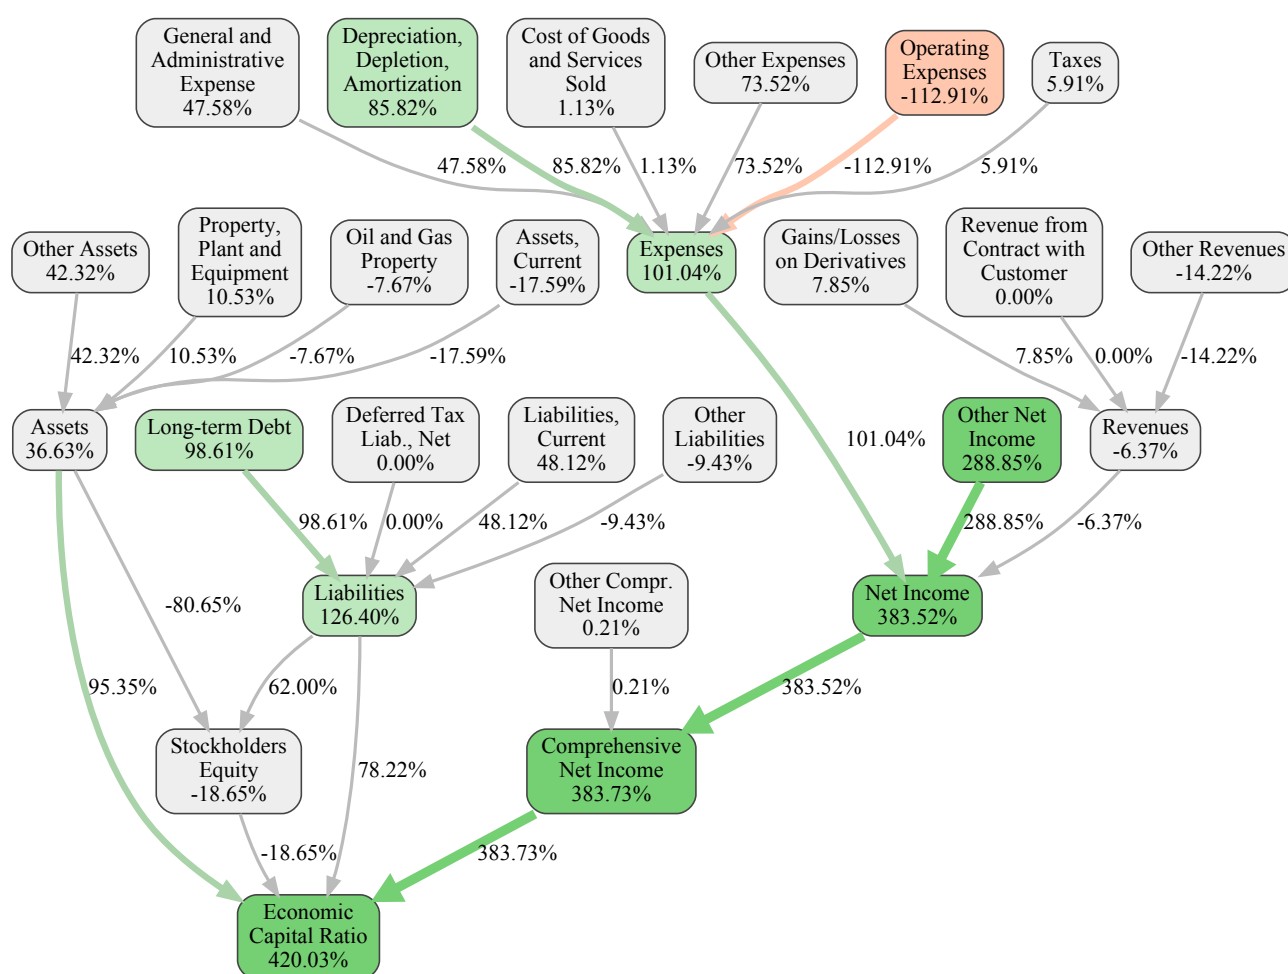 General and
Administrative
Expense
47.58%
Depreciation,
Depletion,
Amortization
85.82%
Cost of Goods
and Services
Sold
1.13%
Other Expenses
73.52%
Operating
Expenses
-112.91%
Taxes
5.91%
47.58%
85.82%
1.13%
73.52%
-112.91%
5.91%
Other Assets
42.32%
Property,
Plant and
Equipment
10.53%
Oil and Gas
Property
-7.67%
Assets,
Current
-17.59%
Expenses
101.04%
Gains/Losses
on Derivatives
7.85%
Revenue from
Contract with
Customer
0.00%
Other Revenues
-14.22%
42.32%
10.53%
-7.67%
-17.59%
7.85%
0.00%
-14.22%
Assets
36.63%
Long-term Debt
98.61%
Deferred Tax
Liab., Net
0.00%
Liabilities,
Current
48.12%
Other
Liabilities
-9.43%
101.04%
Other Net
Income
288.85%
Revenues
-6.37%
98.61%
0.00%
48.12%
-9.43%
288.85%
-6.37%
-80.65%
Liabilities
126.40%
Other Compr.
Net Income
0.21%
Net Income
383.52%
95.35%
62.00%
0.21%
383.52%
Stockholders
Equity
-18.65%
78.22%
Comprehensive
Net Income
383.73%
-18.65%
383.73%
Economic
Capital Ratio
420.03%